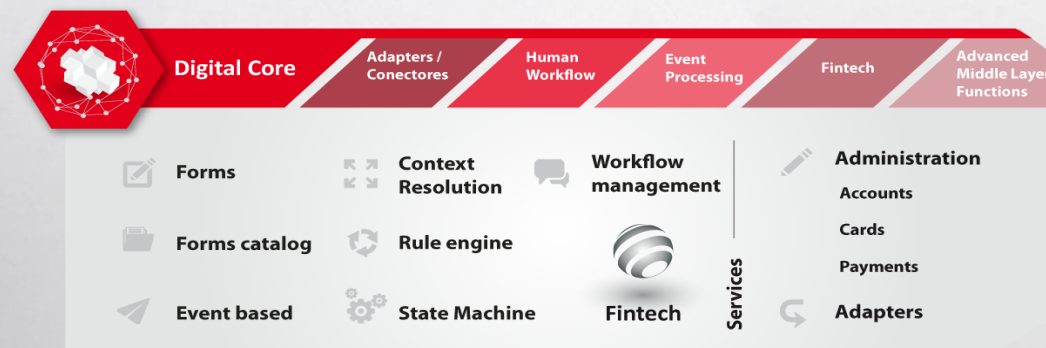 Digital Core
Adapters /
Conectores
Human
Workflow
Event
Processing
Fintech
Advanced
Middle Laye
Functions
Forms
Forms catalog
Event based
Context
Resolution
Rule engine
State Machine
Workflow
management
Fintech
Services
Administration
Accounts
Cards
Payments
Adapters